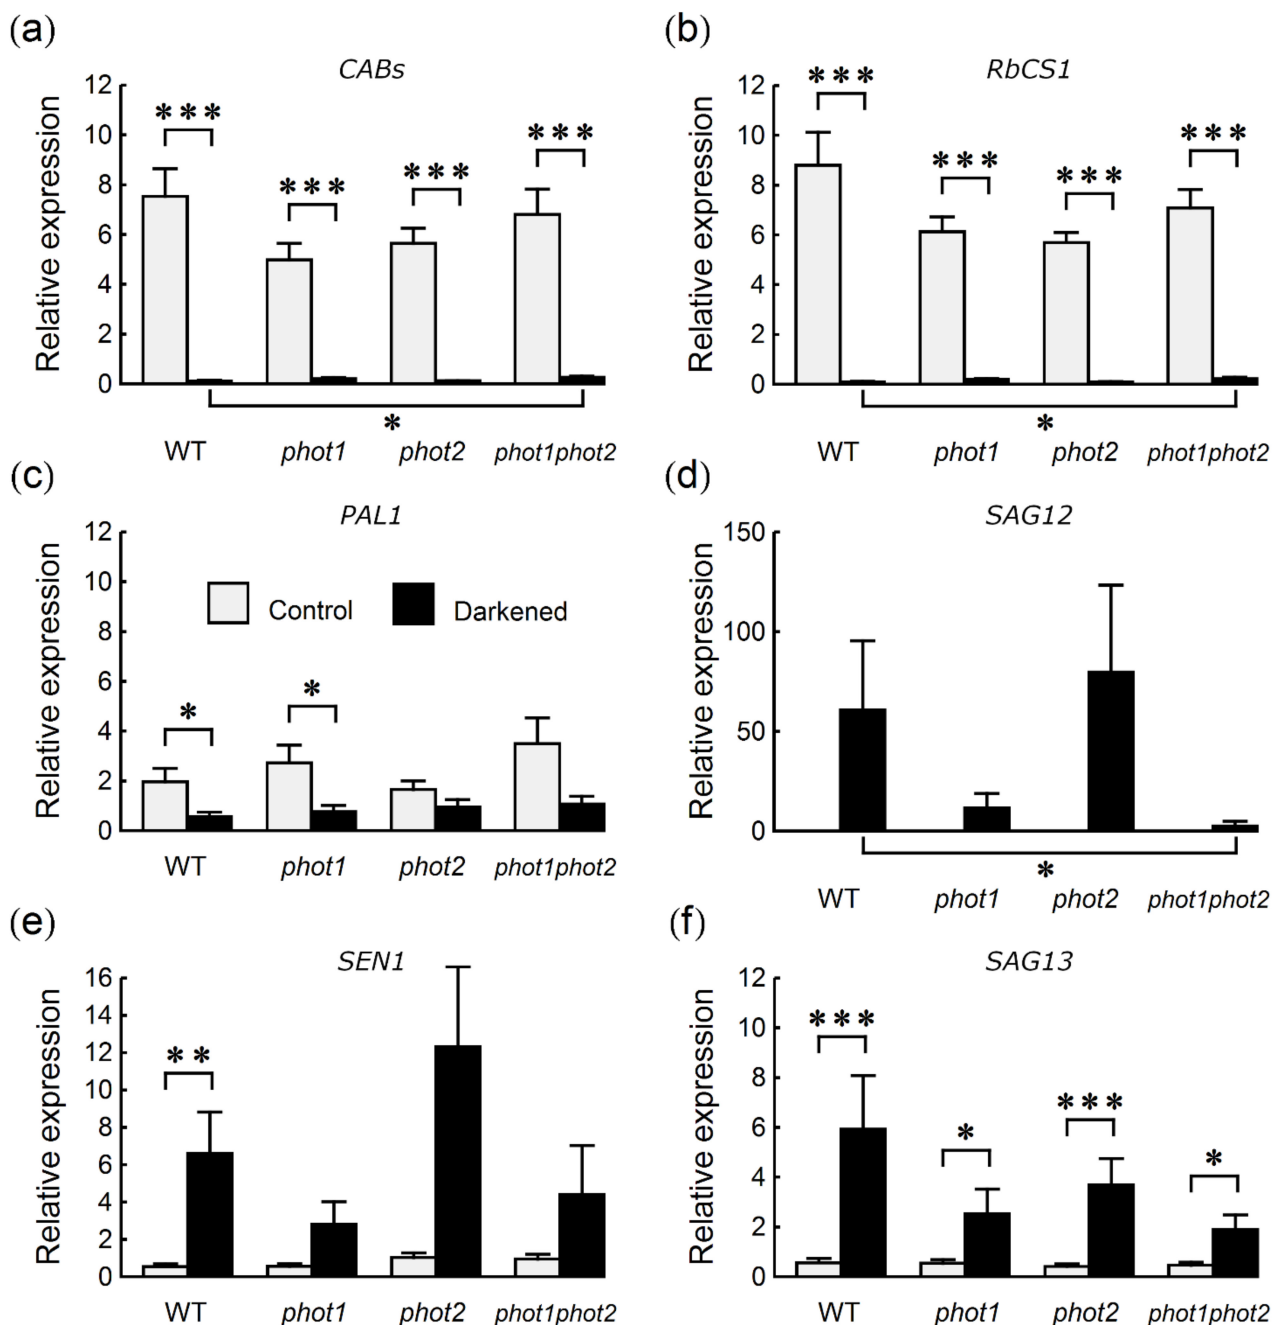 (a)
CABs
Relative expression
12
10
8
6
4
2
0
***
***
***
***
*
WT phot1 phot2 phot1phot2
(b)
RbCS1
Relative expression
12
10
8
6
4
2
0
***
***
***
***
*
WT phot1 phot2 phot1phot2
(c)
PAL1
Relative expression
12
10
8
6
4
2
0
Control Darkened
*
*
WT phot1 phot2 phot1phot2
(d)
SAG12
Relative expression
150
100
50
0
*
WT phot1 phot2 phot1phot2
(e)
SEN1
Relative expression
16
14
12
10
8
6
4
2
0
**
WT phot1 phot2 phot1phot2
(f)
SAG13
Relative expression
12
10
8
6
4
2
0
***
*
***
*
WT phot1 phot2 phot1phot2